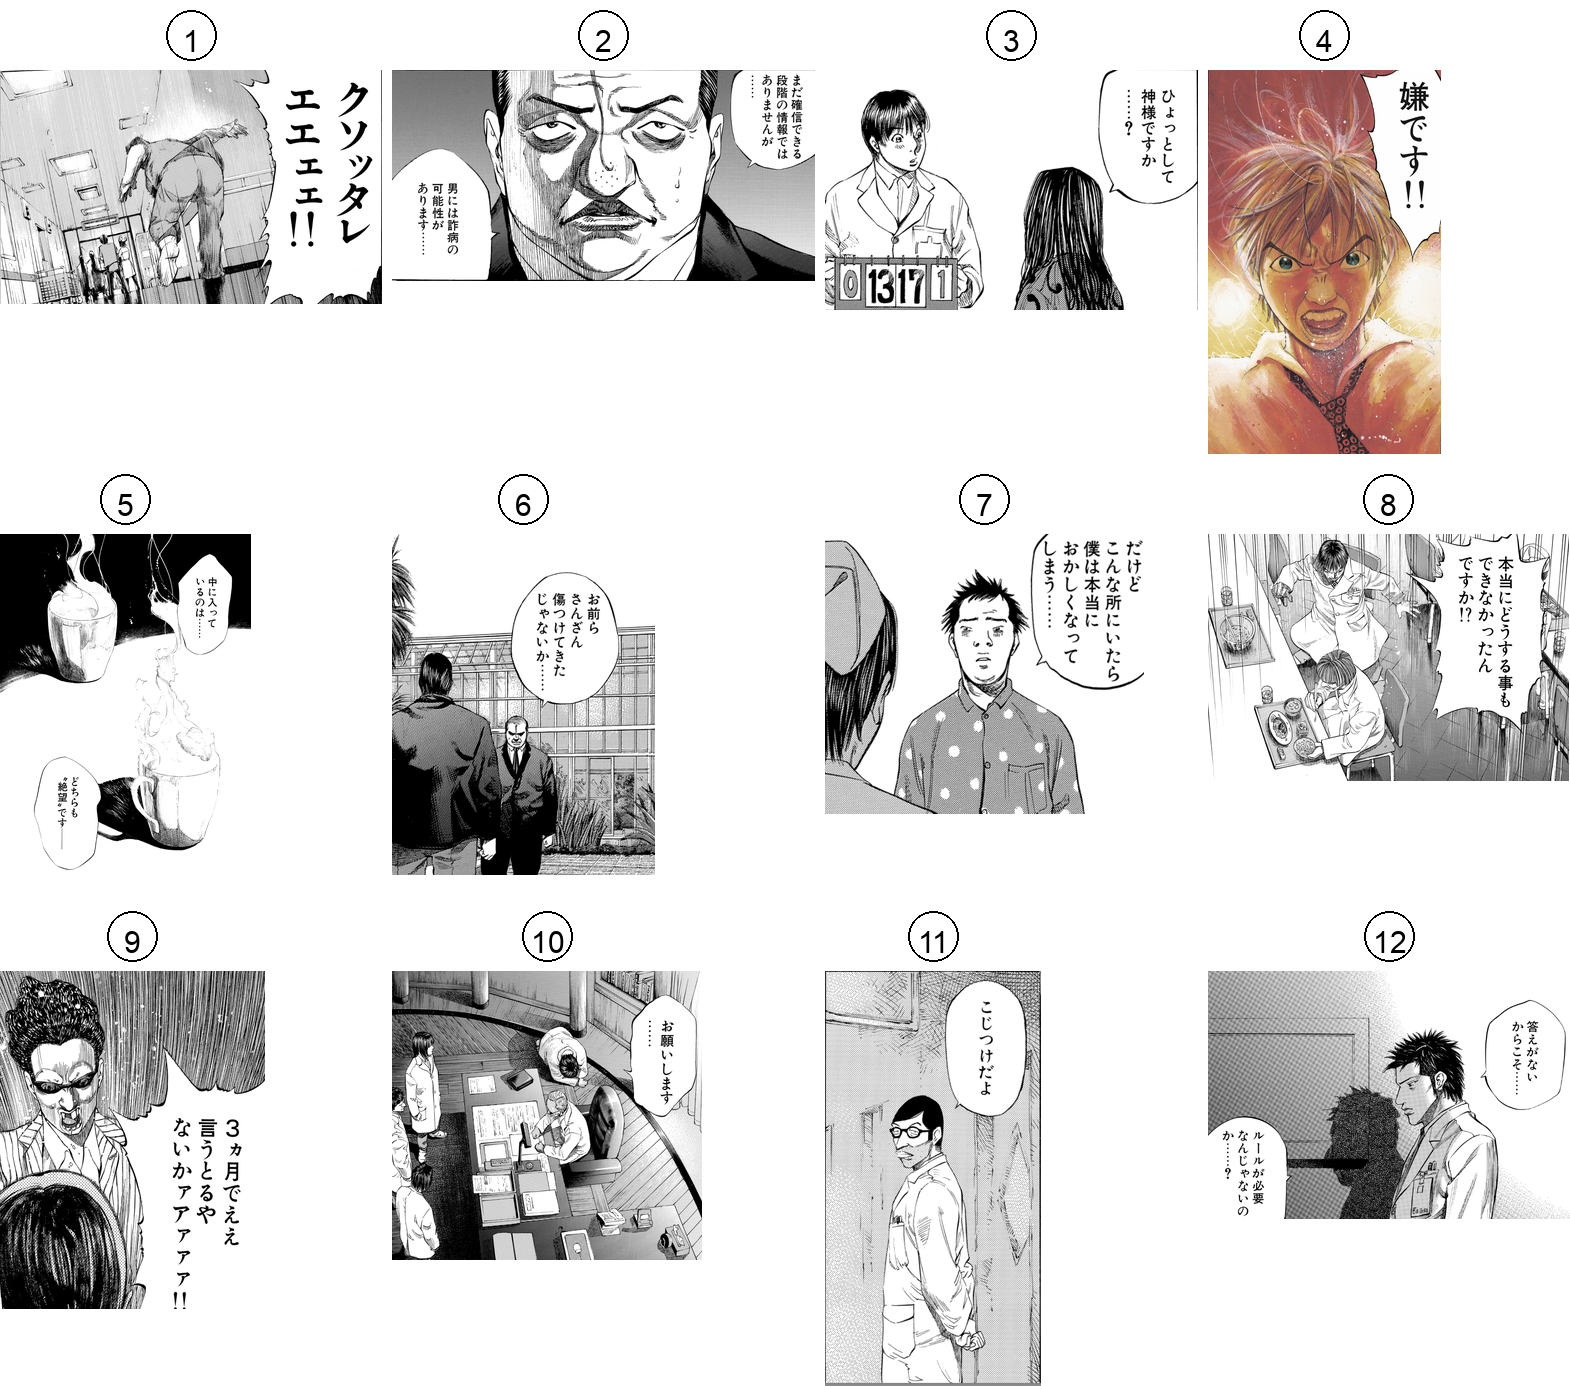 1
クソッタレ
エエェェ!!
2
まだ確信できる
段階の情報では
ありませんが
男には詐病の
可能性が
あります……
3
ひょっとして
神様ですか
……?
0 13 17 1
4
嫌です!!
5
中に入って
いるのは……
どちらも
"絶望"です——
6
お前ら
さんざん
傷つけてきた
じゃないか……
7
だけど
こんな所にいたら
僕は本当に
おかしくなって
しまう……
8
本当にどうする事も
できなかったん
ですか!?
9
3ヵ月でええ
言うとるや
ないかァアァァァ!!
10
お願いします
……
11
こじつけだよ
12
答えがない
からこそ……
ルールが必要
なんじゃないの
か……?